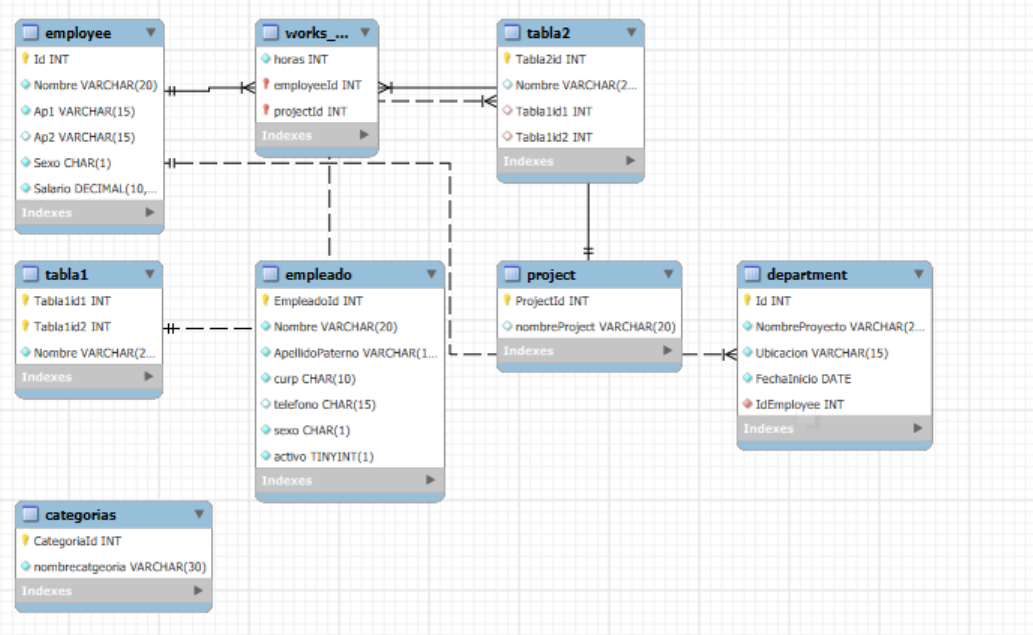 employee
Id INT
Nombre VARCHAR(20)
Ap1 VARCHAR(15)
Ap2 VARCHAR(15)
Sexo CHAR(1)
Salario DECIMAL(10,...
Indexes
works_...
horas INT
employeeId INT
projectId INT
Indexes
tabla2
Tabla2id INT
Nombre VARCHAR(2...
Tabla1id1 INT
Tabla1id2 INT
Indexes
tabla1
Tabla1id1 INT
Tabla1id2 INT
Nombre VARCHAR(2...
Indexes
empleado
EmpleadoId INT
Nombre VARCHAR(20)
ApellidoPaterno VARCHAR(1...
curp CHAR(10)
telefono CHAR(15)
sexo CHAR(1)
activo TINYINT(1)
Indexes
project
ProjectId INT
nombreProject VARCHAR(20)
Indexes
department
Id INT
NombreProyecto VARCHAR(2...
Ubicacion VARCHAR(15)
FechaInicio DATE
IdEmployee INT
Indexes
categorias
CategoriaId INT
nombrecatgeoria VARCHAR(30)
Indexes